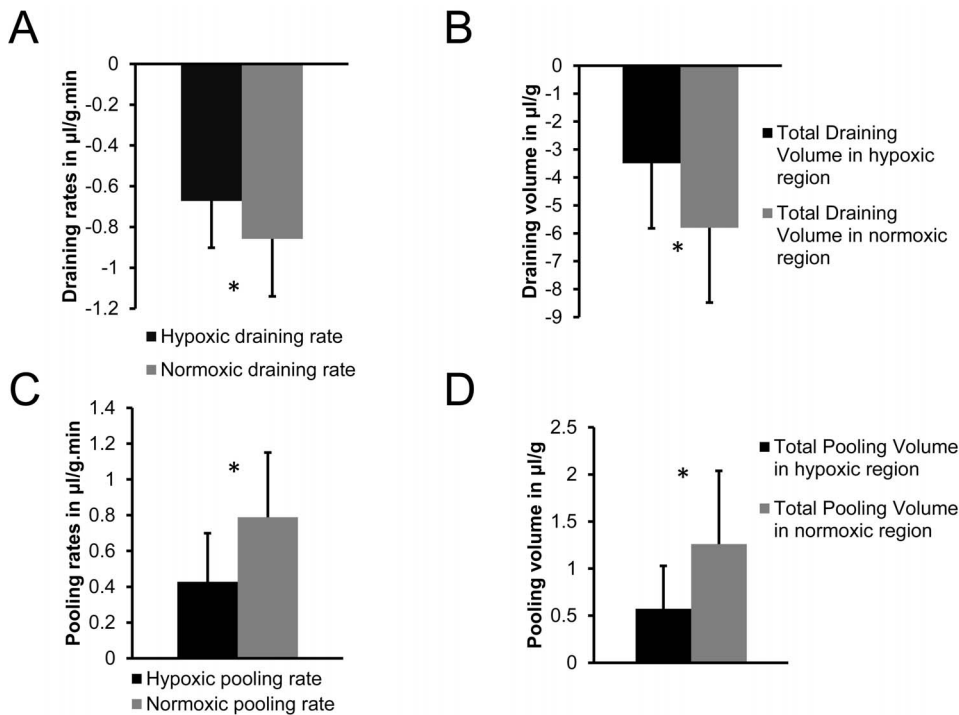 A
Draining rates in µl/g.min
0
-0.2
-0.4
-0.6
-0.8
-1
-1.2
*
Hypoxic draining rate
Normoxic draining rate
B
Draining volume in µl/g
0
-1
-2
-3
-4
-5
-6
-7
-8
-9
*
Total Draining
Volume in hypoxic
region
Total Draining
Volume in normoxic
region
C
Pooling rates in µl/g.min
1.4
1.2
1
0.8
0.6
0.4
0.2
0
*
Hypoxic pooling rate
Normoxic pooling rate
D
Pooling volume in µl/g
2.5
2
1.5
1
0.5
0
*
Total Pooling Volume
in hypoxic region
Total Pooling Volume
in normoxic region